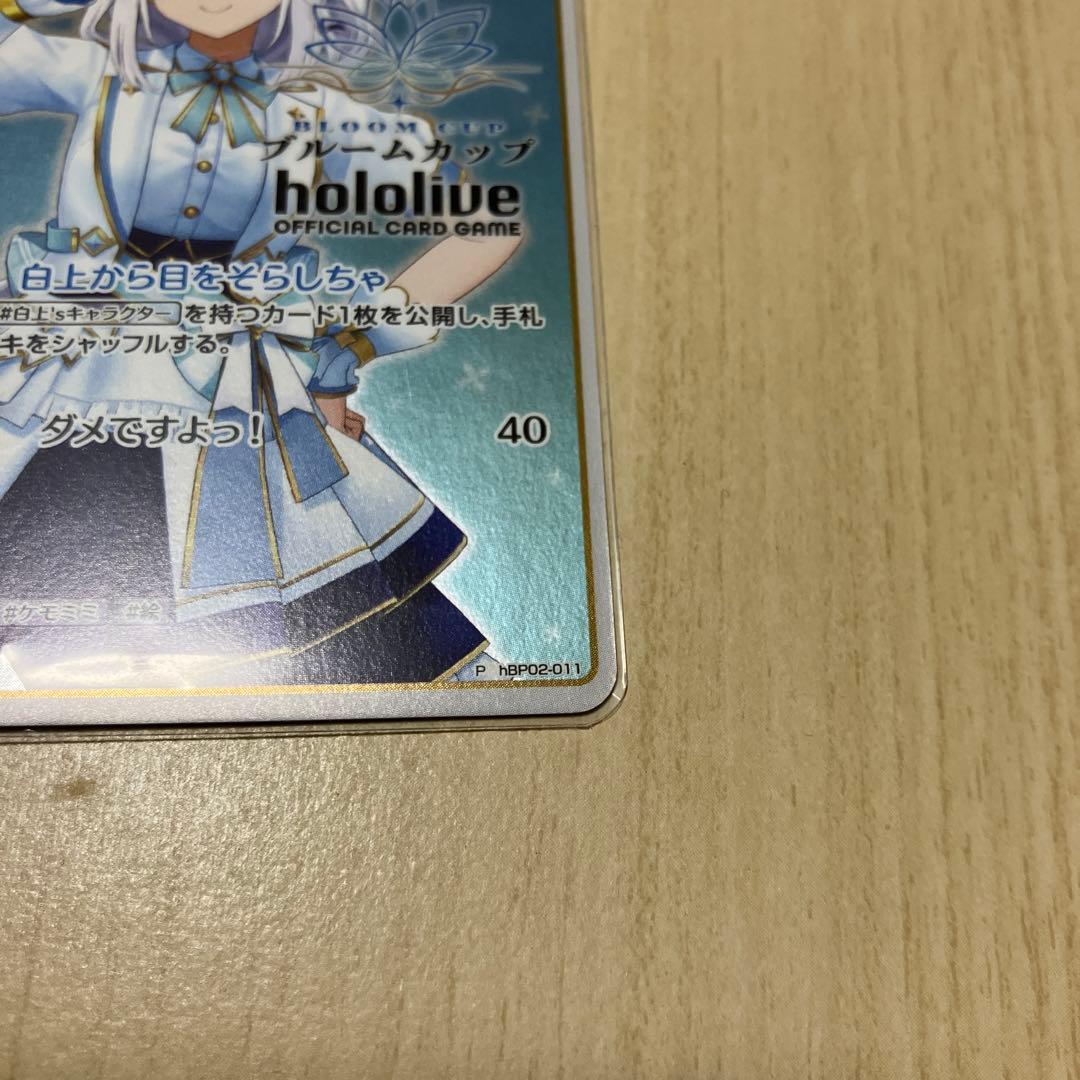 BLOOM CUP
ブルームカップ
hololive
OFFICIAL CARD GAME
白上から目をそらしちゃ
#白上'sキャラクター を持つカード1枚を公開し、手札
キをシャッフルする。
ダメですよっ! 40
#ケモミミ #絵
P hBP02-011